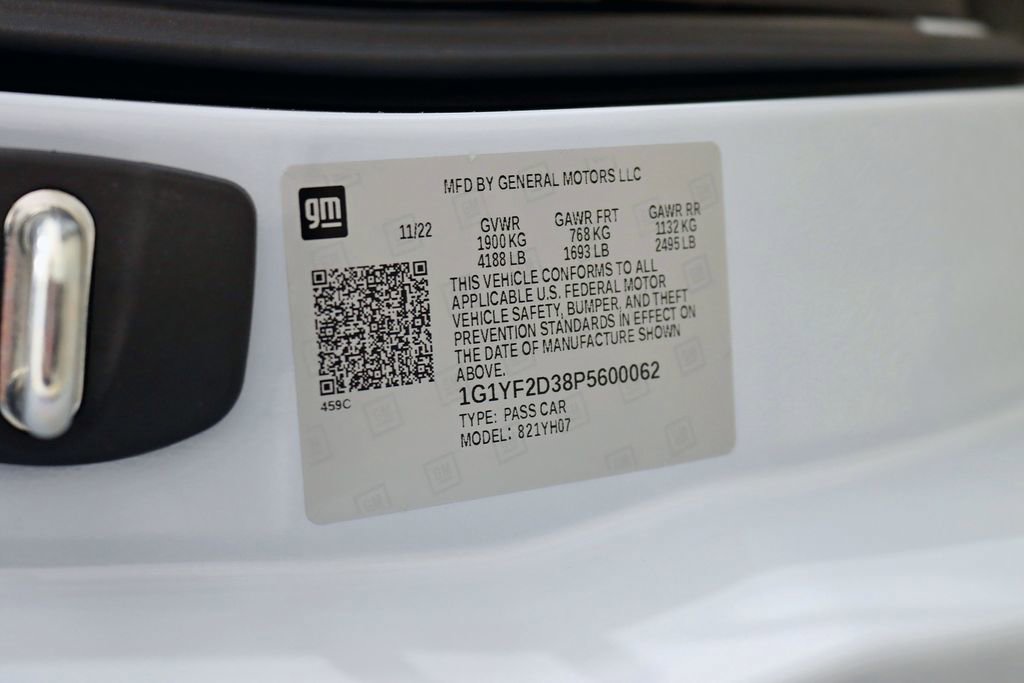 gm
MFD BY GENERAL MOTORS LLC
11/22
GVWR
1900 KG
4188 LB
GAWR FRT
768 KG
1693 LB
GAWR RR
1132 KG
2495 LB
THIS VEHICLE CONFORMS TO ALL
APPLICABLE U.S. FEDERAL MOTOR
VEHICLE SAFETY, BUMPER, AND THEFT
PREVENTION STANDARDS IN EFFECT ON
THE DATE OF MANUFACTURE SHOWN
ABOVE.
459C
1G1YF2D38P5600062
TYPE: PASS CAR
MODEL: 821YH07